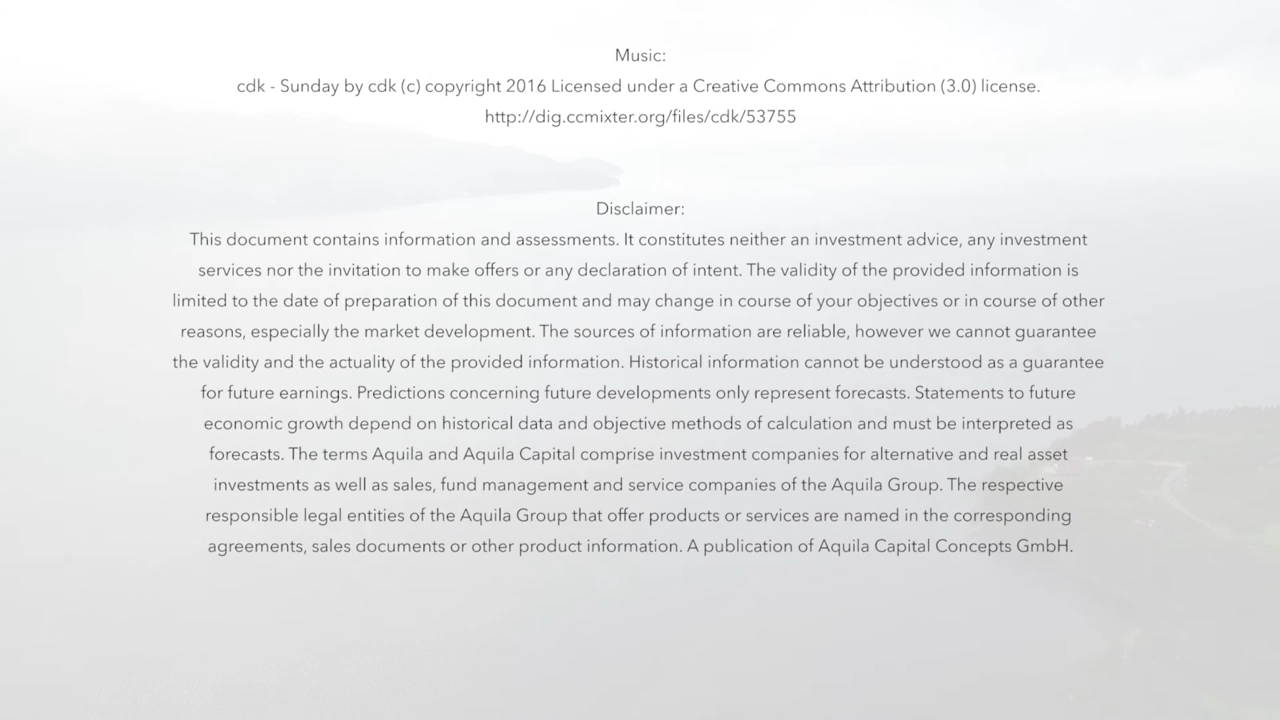 Music:
cdk - Sunday by cdk (c) copyright 2016 Licensed under a Creative Commons Attribution (3.0) license.
http://dig.ccmixter.org/files/cdk/53755
Disclaimer:
This document contains information and assessments. It constitutes neither an investment advice, any investment
services nor the invitation to make offers or any declaration of intent. The validity of the provided information is
limited to the date of preparation of this document and may change in course of your objectives or in course of other
reasons, especially the market development. The sources of information are reliable, however we cannot guarantee
the validity and the actuality of the provided information. Historical information cannot be understood as a guarantee
for future earnings. Predictions concerning future developments only represent forecasts. Statements to future
economic growth depend on historical data and objective methods of calculation and must be interpreted as
forecasts. The terms Aquila and Aquila Capital comprise investment companies for alternative and real asset
investments as well as sales, fund management and service companies of the Aquila Group. The respective
responsible legal entities of the Aquila Group that offer products or services are named in the corresponding
agreements, sales documents or other product information. A publication of Aquila Capital Concepts GmbH.